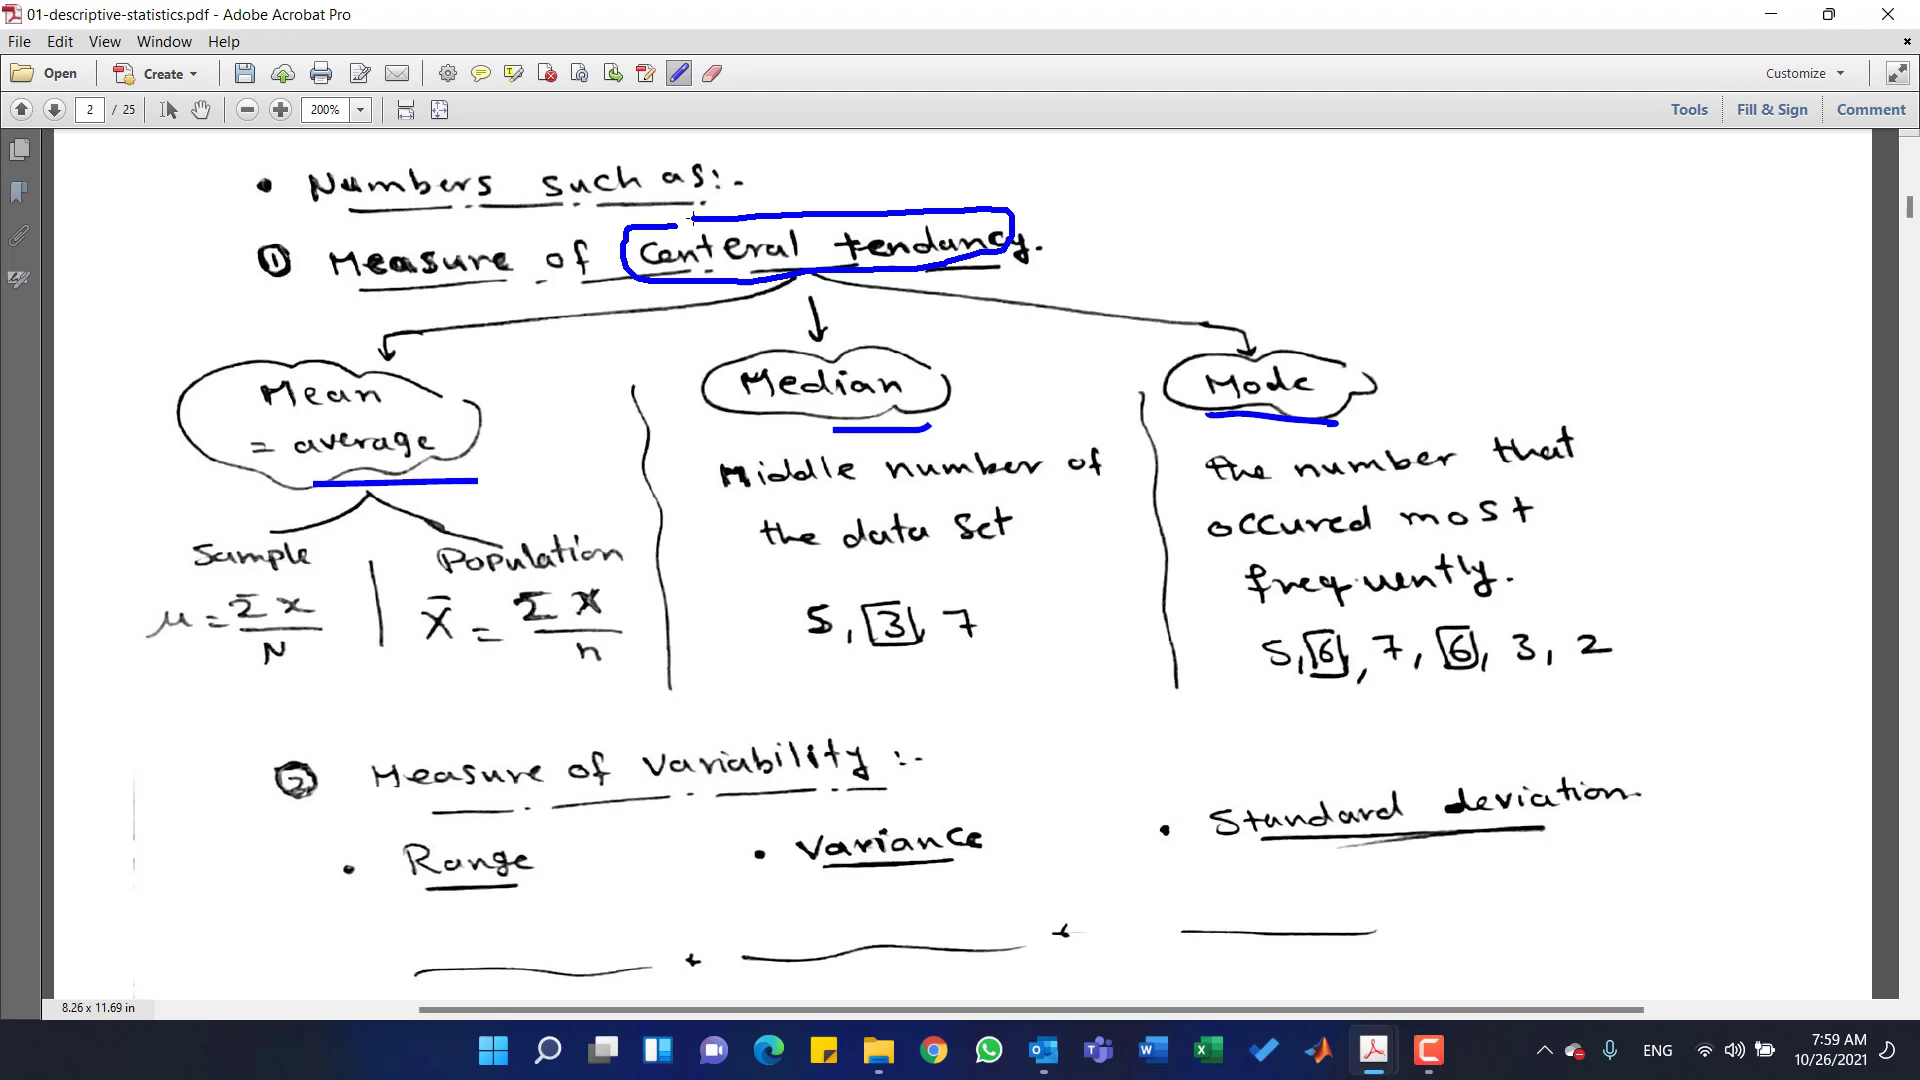 01-descriptive-statistics.pdf - Adobe Acrobat Pro
File Edit View Window Help
Open Create Customize
2 / 25 200% Tools Fill & Sign Comment
• Numbers such as:-
① Measure of Centeral tendancy.
Mean
= average
Median
Mode
Middle number of
the data set
the number that
occured most
frequently.
Sample | Population
μ = Σx / N | X̄ = ΣX / n
5, 3, 7
5, 6, 7, 6, 3, 2
② Measure of Variability :-
• Range • Variance • Standard deviation
8.26 x 11.69 in
ENG
7:59 AM
10/26/2021